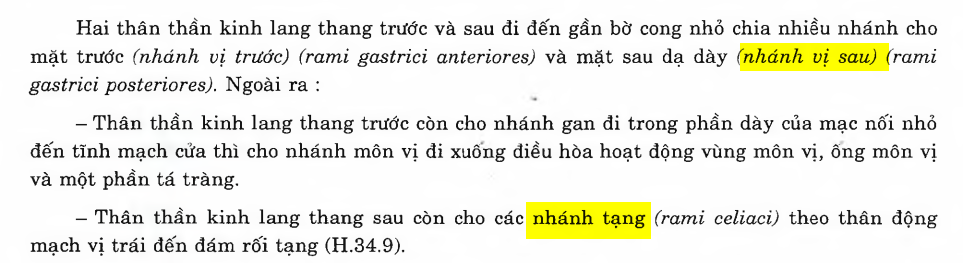 Hai thân thần kinh lang thang trước và sau đi đến gần bờ cong nhỏ chia nhiều nhánh cho
mặt trước (nhánh vị trước) (rami gastrici anteriores) và mặt sau dạ dày (nhánh vị sau) (rami
gastrici posteriores). Ngoài ra :
– Thân thần kinh lang thang trước còn cho nhánh gan đi trong phần dày của mạc nối nhỏ
đến tĩnh mạch cửa thì cho nhánh môn vị đi xuống điều hòa hoạt động vùng môn vị, ống môn vị
và một phần tá tràng.
– Thân thần kinh lang thang sau còn cho các nhánh tạng (rami celiaci) theo thân động
mạch vị trái đến đám rối tạng (H.34.9).